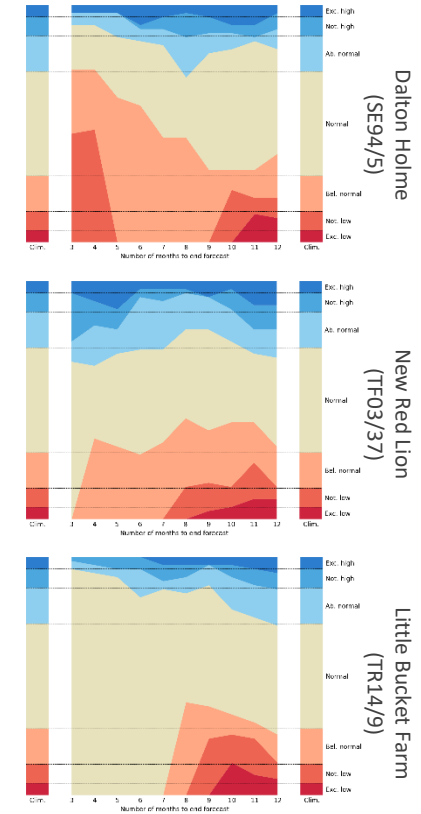 Exc. high
Not. high
Ab. normal
Normal
Bel. normal
Not. low
Exc. low
Clim. 3 4 5 6 7 8 9 10 11 12 Clim.
Number of months to end forecast
Dalton Holme
(SE94/5)
Exc. high
Not. high
Ab. normal
Normal
Bel. normal
Not. low
Exc. low
Clim. 3 4 5 6 7 8 9 10 11 12 Clim.
Number of months to end forecast
New Red Lion
(TF03/37)
Exc. high
Not. high
Ab. normal
Normal
Bel. normal
Not. low
Exc. low
Clim. 3 4 5 6 7 8 9 10 11 12 Clim.
Number of months to end forecast
Little Bucket Farm
(TR14/9)